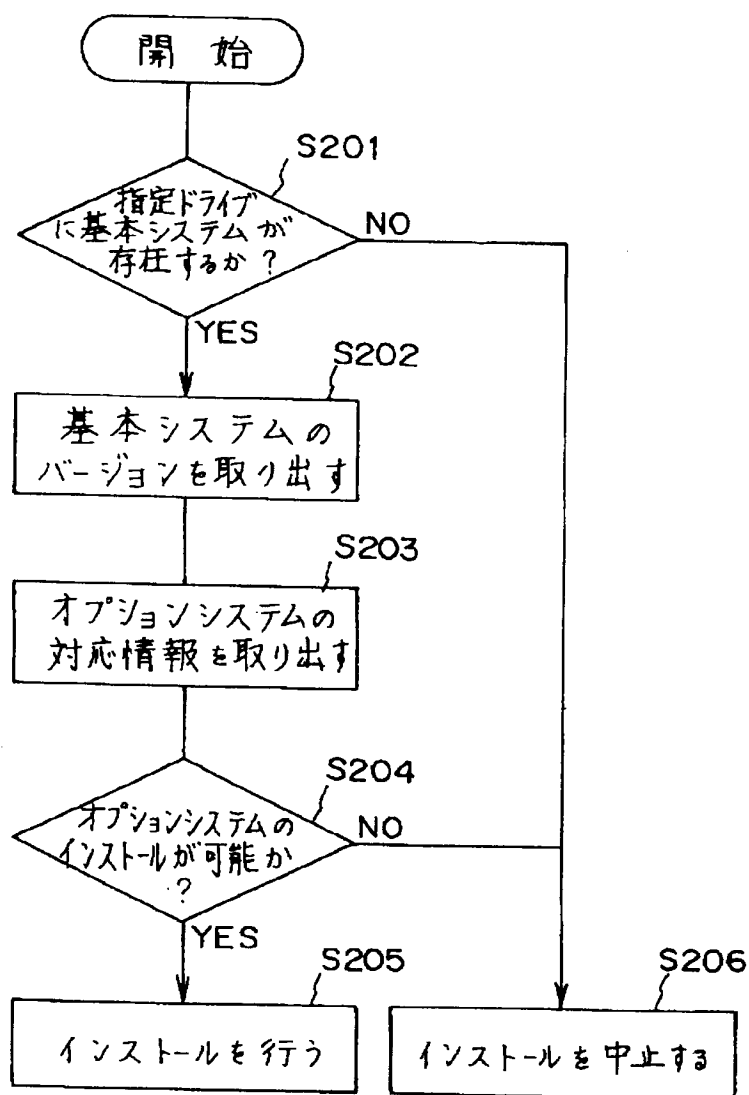 開始
S201
指定ドライブ
に基本システムが
存在するか？
NO
YES
S202
基本システムの
バージョンを取り出す
S203
オプションシステムの
対応情報を取り出す
S204
オプションシステムの
インストールが可能か
？
NO
YES
S205
インストールを行う
S206
インストールを中止する